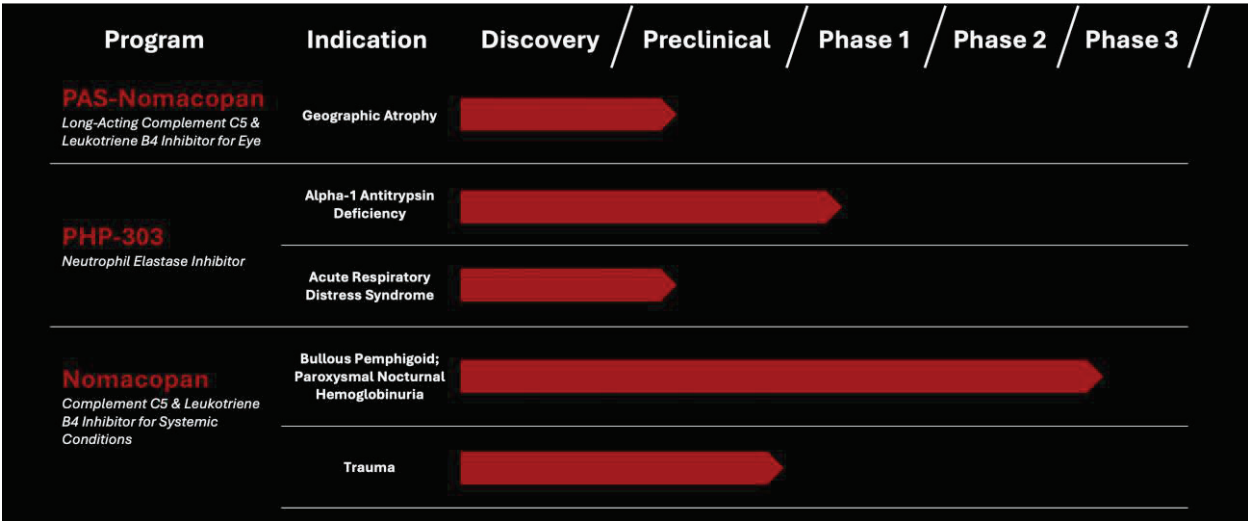 Program Indication Discovery Preclinical Phase 1 Phase 2 Phase 3
PAS-Nomacopan
Long-Acting Complement C5 &
Leukotriene B4 Inhibitor for Eye
Geographic Atrophy
PHP-303
Neutrophil Elastase Inhibitor
Alpha-1 Antitrypsin
Deficiency
Acute Respiratory
Distress Syndrome
Nomacopan
Complement C5 & Leukotriene
B4 Inhibitor for Systemic
Conditions
Bullous Pemphigoid;
Paroxysmal Nocturnal
Hemoglobinuria
Trauma